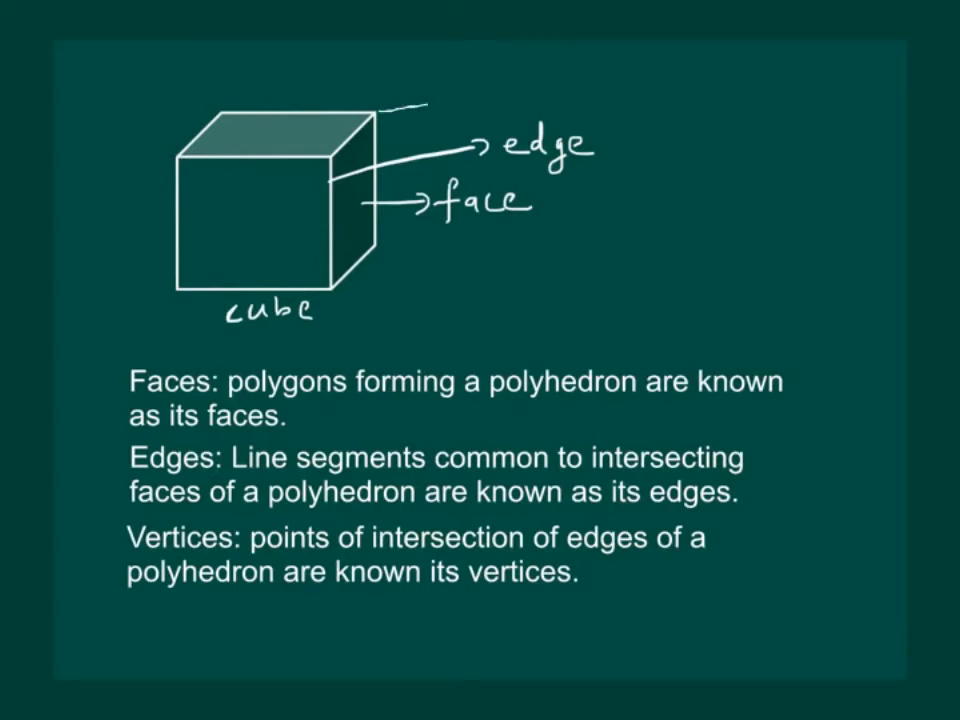 edge
face
cube
Faces: polygons forming a polyhedron are known
as its faces.
Edges: Line segments common to intersecting
faces of a polyhedron are known as its edges.
Vertices: points of intersection of edges of a
polyhedron are known its vertices.